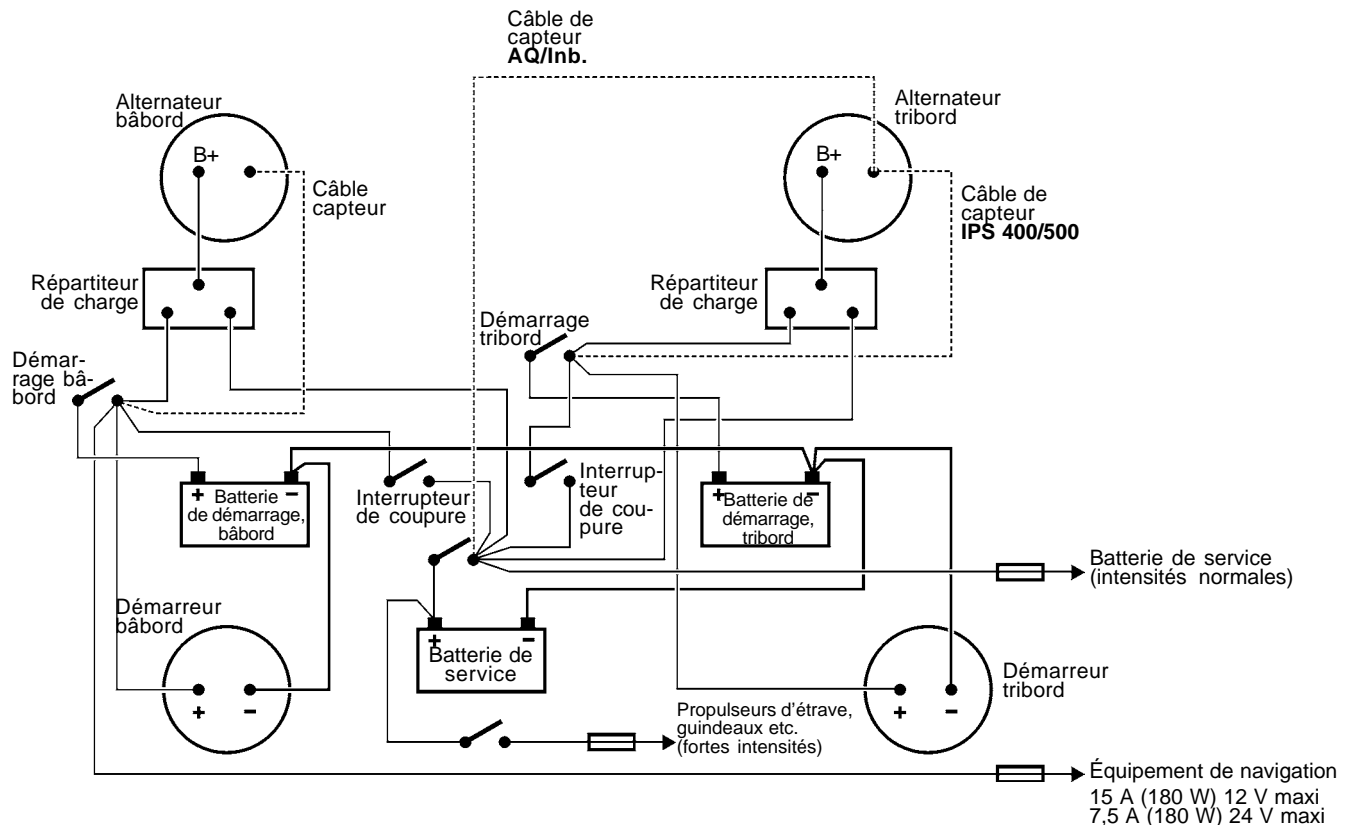 Câble de
capteur
AQ/Inb.
Alternateur
bâbord
Alternateur
tribord
B+
B+
Câble
capteur
Câble de
capteur
IPS 400/500
Répartiteur
de charge
Répartiteur
de charge
Démarrage
tribord
Démar-
rage bâ-
bord
+ Batterie −
de démarrage,
bâbord
Interrupteur
de coupure
Interrup-
teur
de cou-
pure
+ Batterie de −
démarrage,
tribord
Batterie de service
(intensités normales)
Démarreur
bâbord
+ −
+ −
Batterie de
service
Démarreur
tribord
+ −
Propulseurs d'étrave,
guindeaux etc.
(fortes intensités)
Équipement de navigation
15 A (180 W) 12 V maxi
7,5 A (180 W) 24 V maxi